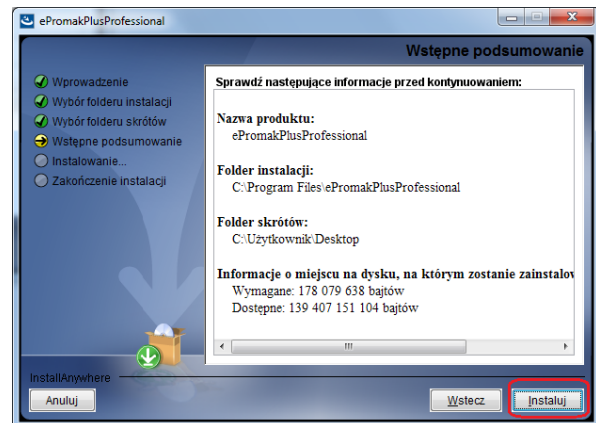 ePromakPlusProfessional
Wstępne podsumowanie
Wprowadzenie
Wybór folderu instalacji
Wybór folderu skrótów
Wstępne podsumowanie
Instalowanie...
Zakończenie instalacji
Sprawdź następujące informacje przed kontynuowaniem:
Nazwa produktu:
ePromakPlusProfessional
Folder instalacji:
C:\Program Files\ePromakPlusProfessional
Folder skrótów:
C:\Użytkownik\Desktop
Informacje o miejscu na dysku, na którym zostanie zainstalov
Wymagane: 178 079 638 bajtów
Dostępne: 139 407 151 104 bajtów
InstallAnywhere
Anuluj
Wstecz
Instaluj